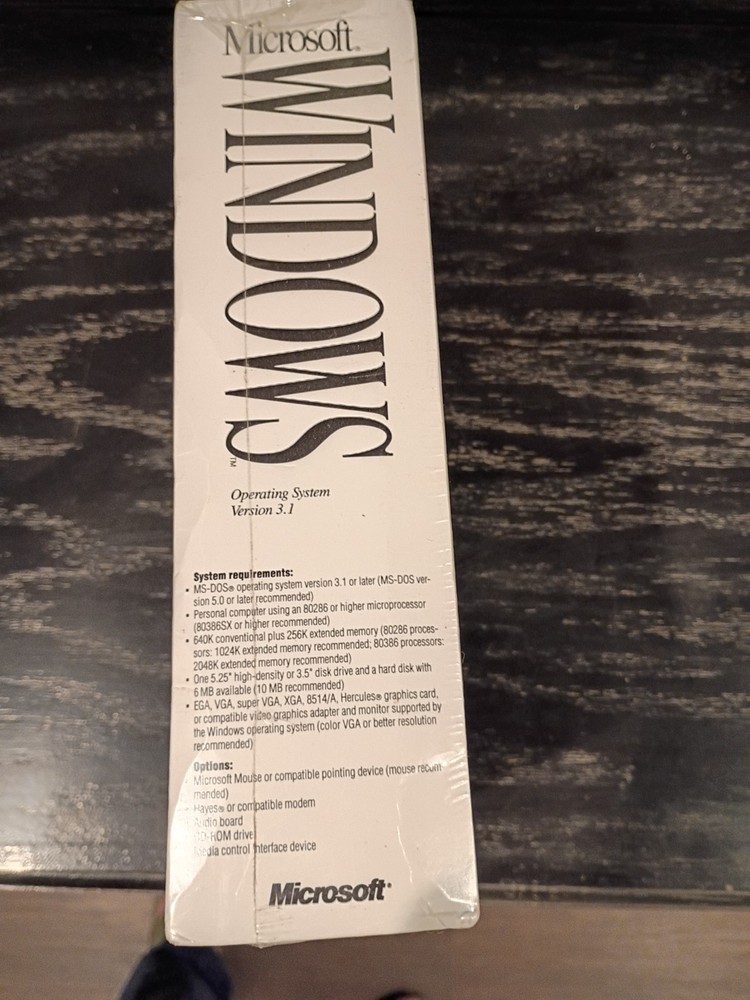 Microsoft®
WINDOWS™
Operating System
Version 3.1
System requirements:
• MS-DOS® operating system version 3.1 or later (MS-DOS ver-
sion 5.0 or later recommended)
• Personal computer using an 80286 or higher microprocessor
(80386SX or higher recommended)
• 640K conventional plus 256K extended memory (80286 proces-
sors: 1024K extended memory recommended; 80386 processors:
2048K extended memory recommended)
• One 5.25" high-density or 3.5" disk drive and a hard disk with
6 MB available (10 MB recommended)
• EGA, VGA, super VGA, XGA, 8514/A, Hercules® graphics card,
or compatible video graphics adapter and monitor supported by
the Windows operating system (color VGA or better resolution
recommended)
Options:
• Microsoft Mouse or compatible pointing device (mouse recom-
manded)
• Hayes® or compatible modem
Audio board
CD-ROM drive
Media control interface device
Microsoft®